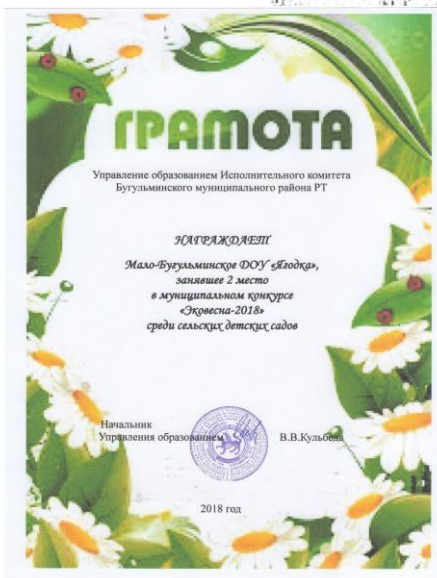 ГРАМОТА
Управление образованием Исполнительного комитета
Бугульминского муниципального района РТ
НАГРАЖДАЕТ
Мало-Бугульминское ДОУ «Ягодка»,
занявшее 2 место
в муниципальном конкурсе
«Эковесна-2018»
среди сельских детских садов
Начальник
Управления образованием В.В.Кульбеда
2018 год